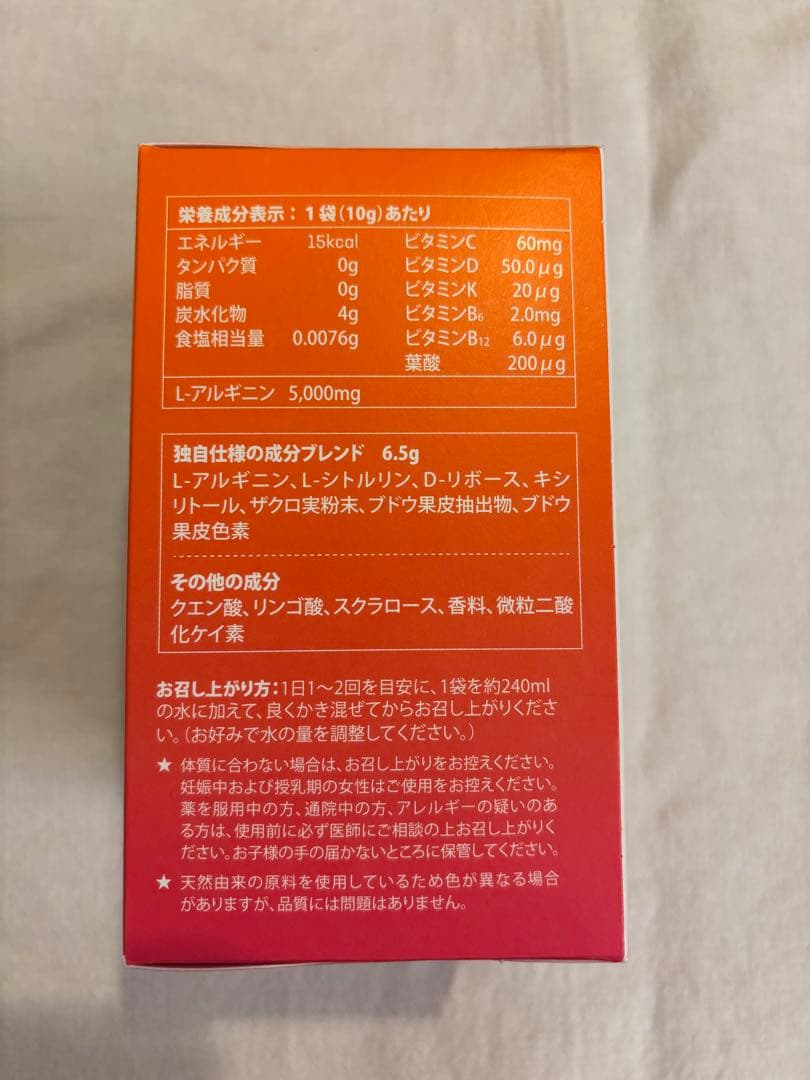 栄養成分表示：1袋(10g)あたり
エネルギー 15kcal
タンパク質 0g
脂質 0g
炭水化物 4g
食塩相当量 0.0076g
ビタミンC 60mg
ビタミンD 50.0μg
ビタミンK 20μg
ビタミンB₆ 2.0mg
ビタミンB₁₂ 6.0μg
葉酸 200μg
L-アルギニン 5,000mg
独自仕様の成分ブレンド 6.5g
L-アルギニン、L-シトルリン、D-リボース、キシ
リトール、ザクロ実粉末、ブドウ果皮抽出物、ブドウ
果皮色素
その他の成分
クエン酸、リンゴ酸、スクラロース、香料、微粒二酸
化ケイ素
お召し上がり方：1日1〜2回を目安に、1袋を約240ml
の水に加えて、良くかき混ぜてからお召し上がりくださ
い。（お好みで水の量を調整してください。）
★ 体質に合わない場合は、お召し上がりをお控えください。
妊娠中および授乳期の女性はご使用をお控えください。
薬を服用中の方、通院中の方、アレルギーの疑いのあ
る方は、使用前に必ず医師にご相談の上お召し上がりく
ださい。お子様の手の届かないところに保管してください。
★ 天然由来の原料を使用しているため色が異なる場合
がありますが、品質には問題はありません。